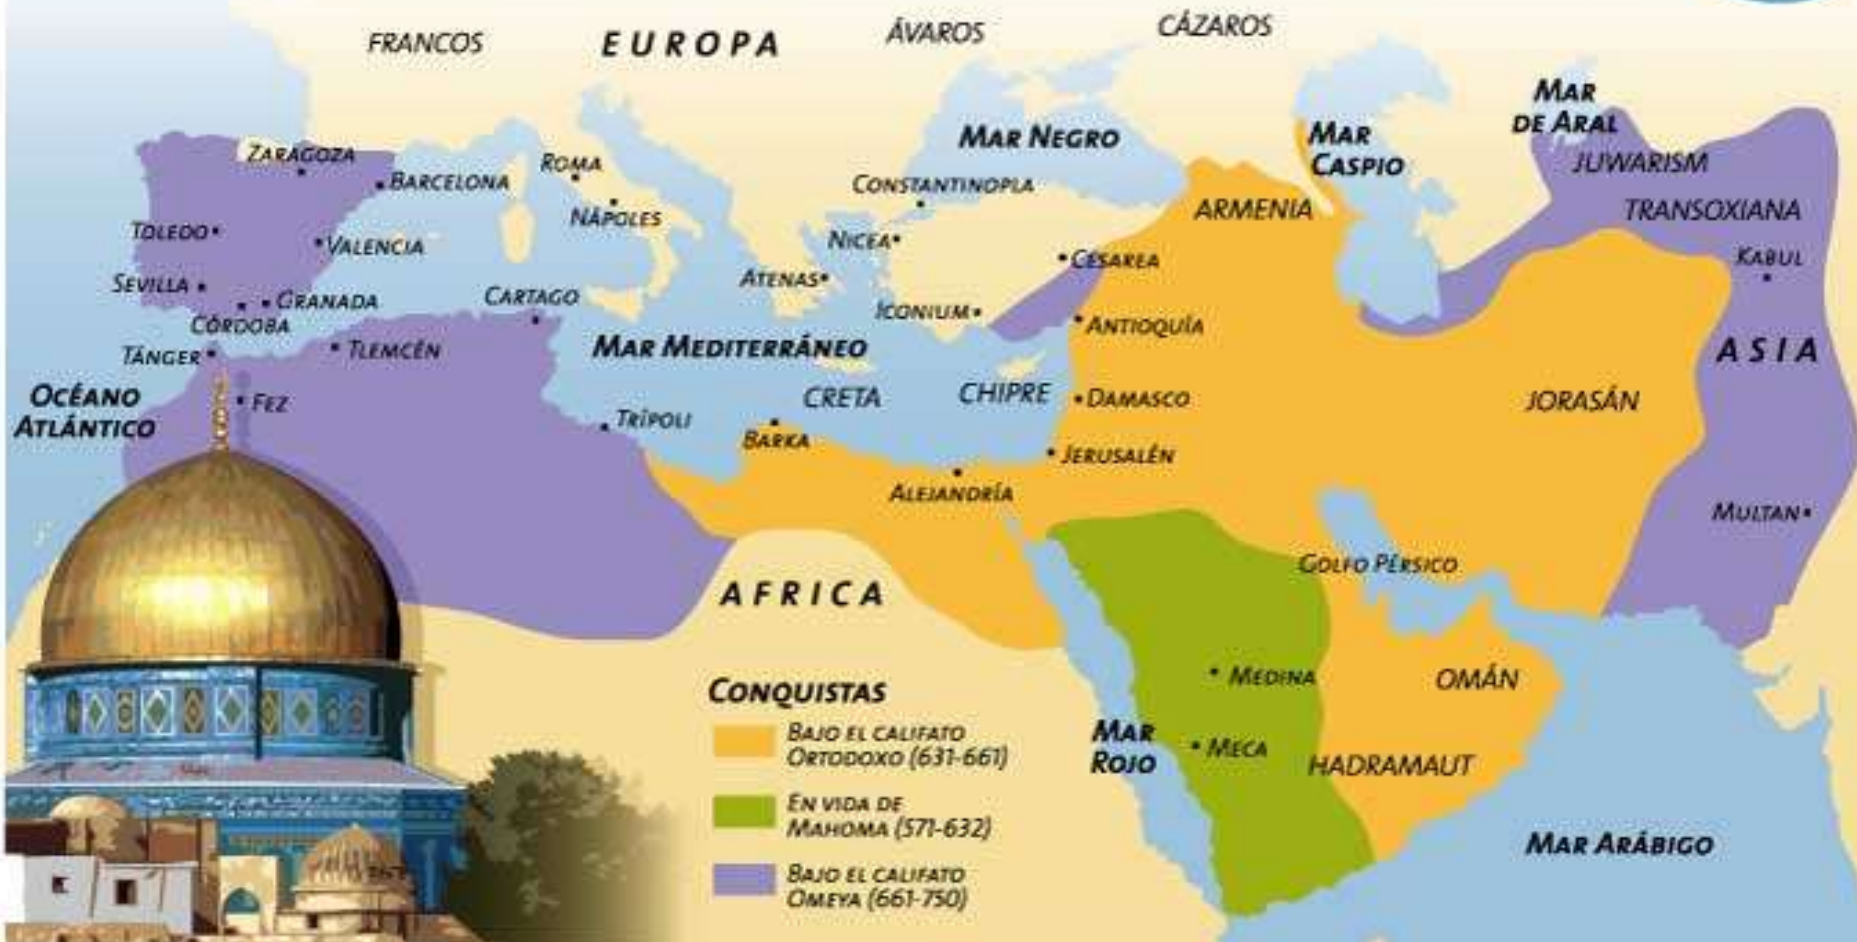 FRANCOS
EUROPA
ÁVAROS
CÁZAROS
MAR
DE ARAL
MAR NEGRO
MAR
CASPIO
JUWARISM
ZARAGOZA
BARCELONA
ROMA
NÁPOLES
CONSTANTINOPLA
ARMENIA
TRANSOXIANA
TOLEDO
VALENCIA
NICEA
CESAREA
KABUL
SEVILLA
GRANADA
CÓRDOBA
CARTAGO
ATENAS
ICONIUM
ANTIOQUÍA
TÁNGER
TLEMCÉN
MAR MEDITERRÁNEO
ASIA
OCÉANO
ATLÁNTICO
FEZ
CRETA
CHIPRE
DAMASCO
JORASÁN
TRÍPOLI
BARKA
JERUSALÉN
ALEJANDRÍA
MULTAN
GOLFO PÉRSICO
AFRICA
MEDINA
OMÁN
MAR
ROJO
MECA
HADRAMAUT
MAR ARÁBIGO
CONQUISTAS
BAJO EL CALIFATO
ORTODOXO (631-661)
EN VIDA DE
MAHOMA (571-632)
BAJO EL CALIFATO
OMEYA (661-750)